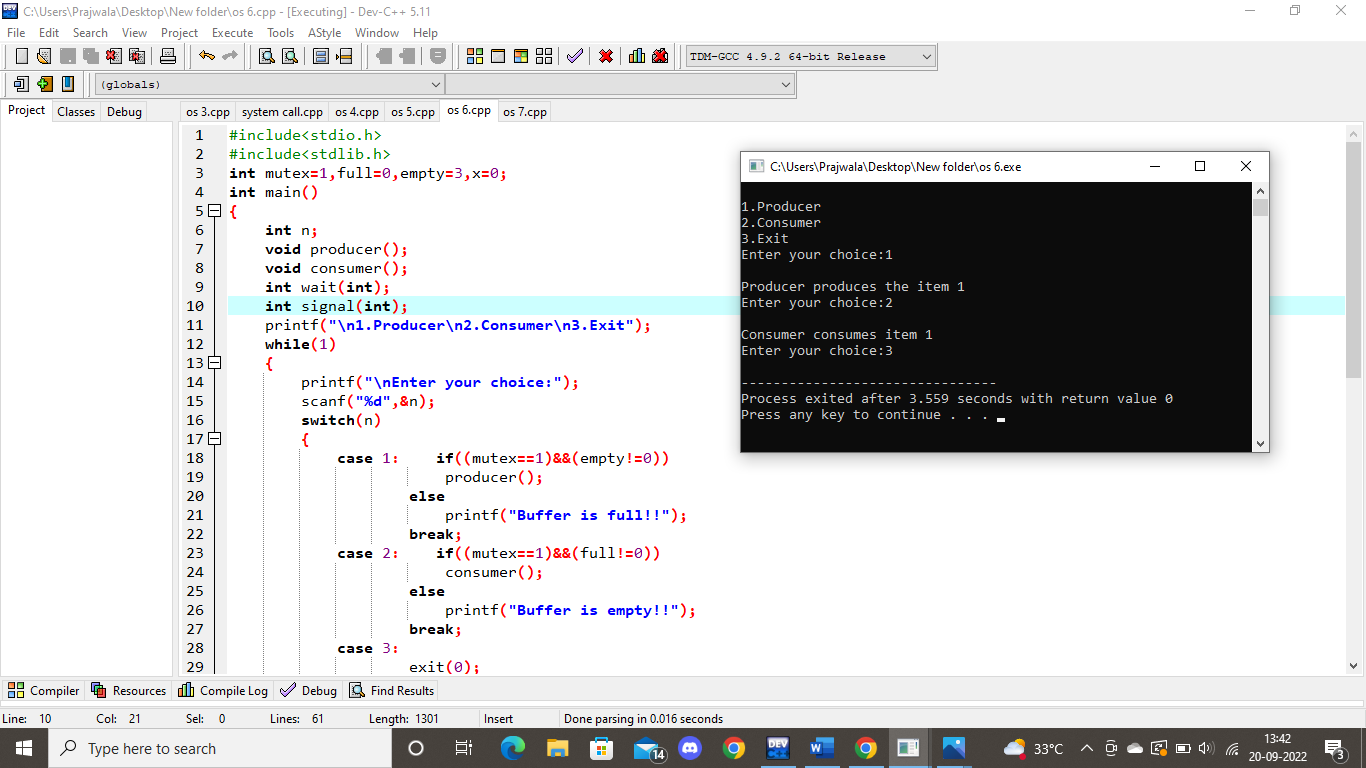 C:\Users\Prajwala\Desktop\New folder\os 6.cpp - [Executing] - Dev-C++ 5.11
File Edit Search View Project Execute Tools AStyle Window Help
TDM-GCC 4.9.2 64-bit Release
(globals)
Project Classes Debug
os 3.cpp system call.cpp os 4.cpp os 5.cpp os 6.cpp os 7.cpp
1 #include<stdio.h>
2 #include<stdlib.h>
3 int mutex=1,full=0,empty=3,x=0;
4 int main()
5 {
6 int n;
7 void producer();
8 void consumer();
9 int wait(int);
10 int signal(int);
11 printf("\n1.Producer\n2.Consumer\n3.Exit");
12 while(1)
13 {
14 printf("\nEnter your choice:");
15 scanf("%d",&n);
16 switch(n)
17 {
18 case 1: if((mutex==1)&&(empty!=0))
19 producer();
20 else
21 printf("Buffer is full!!");
22 break;
23 case 2: if((mutex==1)&&(full!=0))
24 consumer();
25 else
26 printf("Buffer is empty!!");
27 break;
28 case 3:
29 exit(0);
C:\Users\Prajwala\Desktop\New folder\os 6.exe
1.Producer
2.Consumer
3.Exit
Enter your choice:1
Producer produces the item 1
Enter your choice:2
Consumer consumes item 1
Enter your choice:3
--------------------------------
Process exited after 3.559 seconds with return value 0
Press any key to continue . . .
Compiler Resources Compile Log Debug Find Results
Line: 10 Col: 21 Sel: 0 Lines: 61 Length: 1301 Insert Done parsing in 0.016 seconds
Type here to search
14
DEV
33°C
13:42
20-09-2022
3